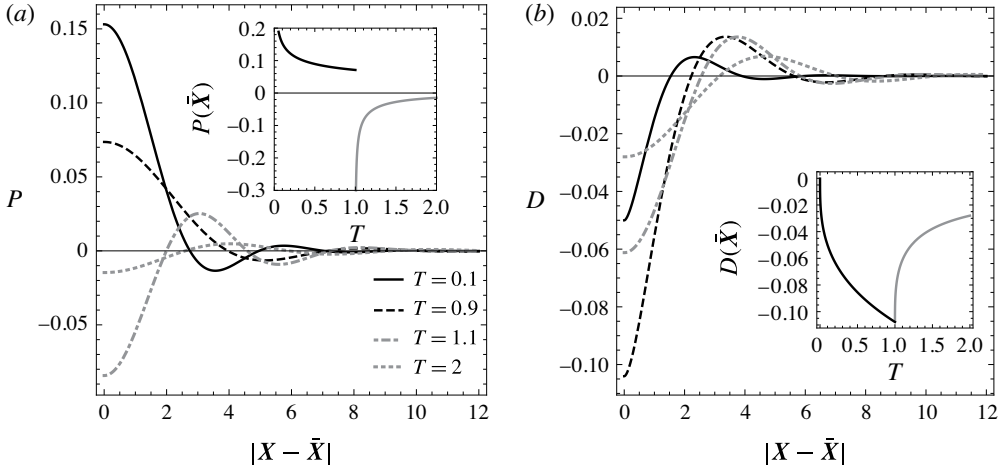 (a)
0.15
0.10
0.05
0
−0.05
P
0 2 4 6 8 10 12
|X − X̄|
0.2
0.1
0
−0.1
−0.2
−0.3
P(X̄)
0 0.5 1.0 1.5 2.0
T
T = 0.1
T = 0.9
T = 1.1
T = 2
(b)
0.02
0
−0.02
−0.04
−0.06
−0.08
−0.10
D
0 2 4 6 8 10 12
|X − X̄|
0
−0.02
−0.04
−0.06
−0.08
−0.10
D(X̄)
0 0.5 1.0 1.5 2.0
T